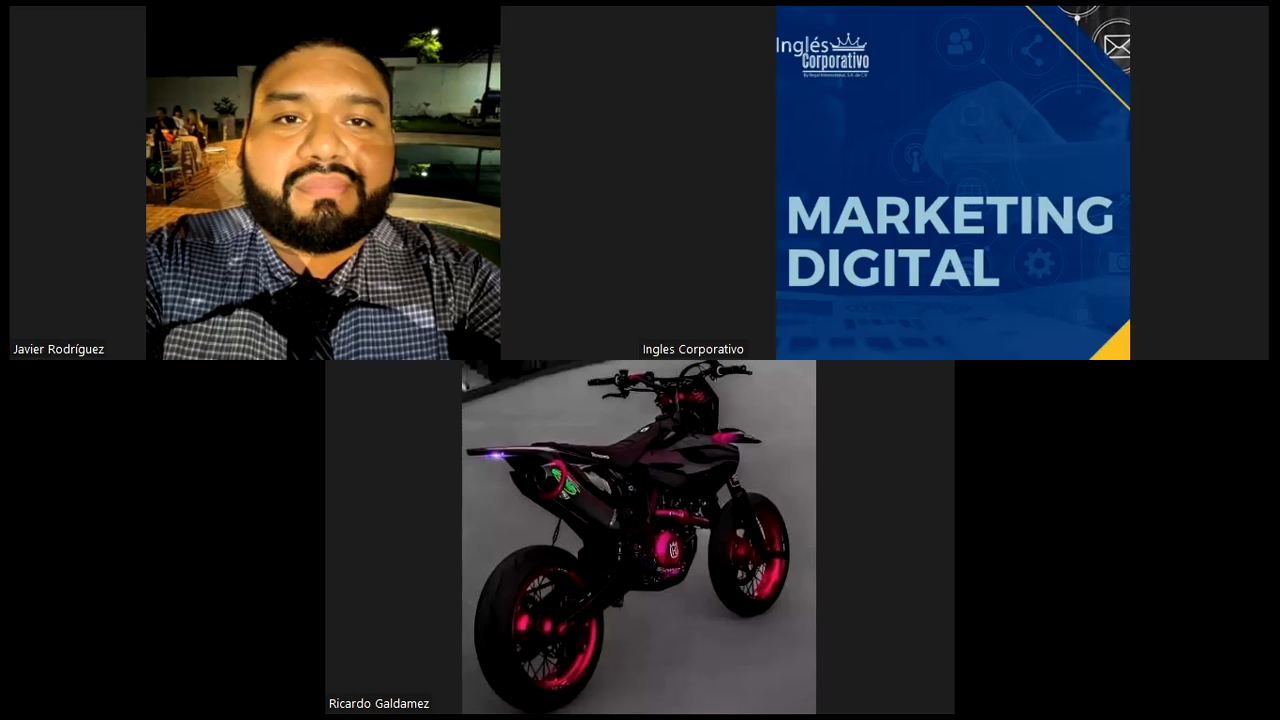 Inglés
Corporativo
MARKETING
DIGITAL
Javier Rodríguez
Ingles Corporativo
Ricardo Galdamez